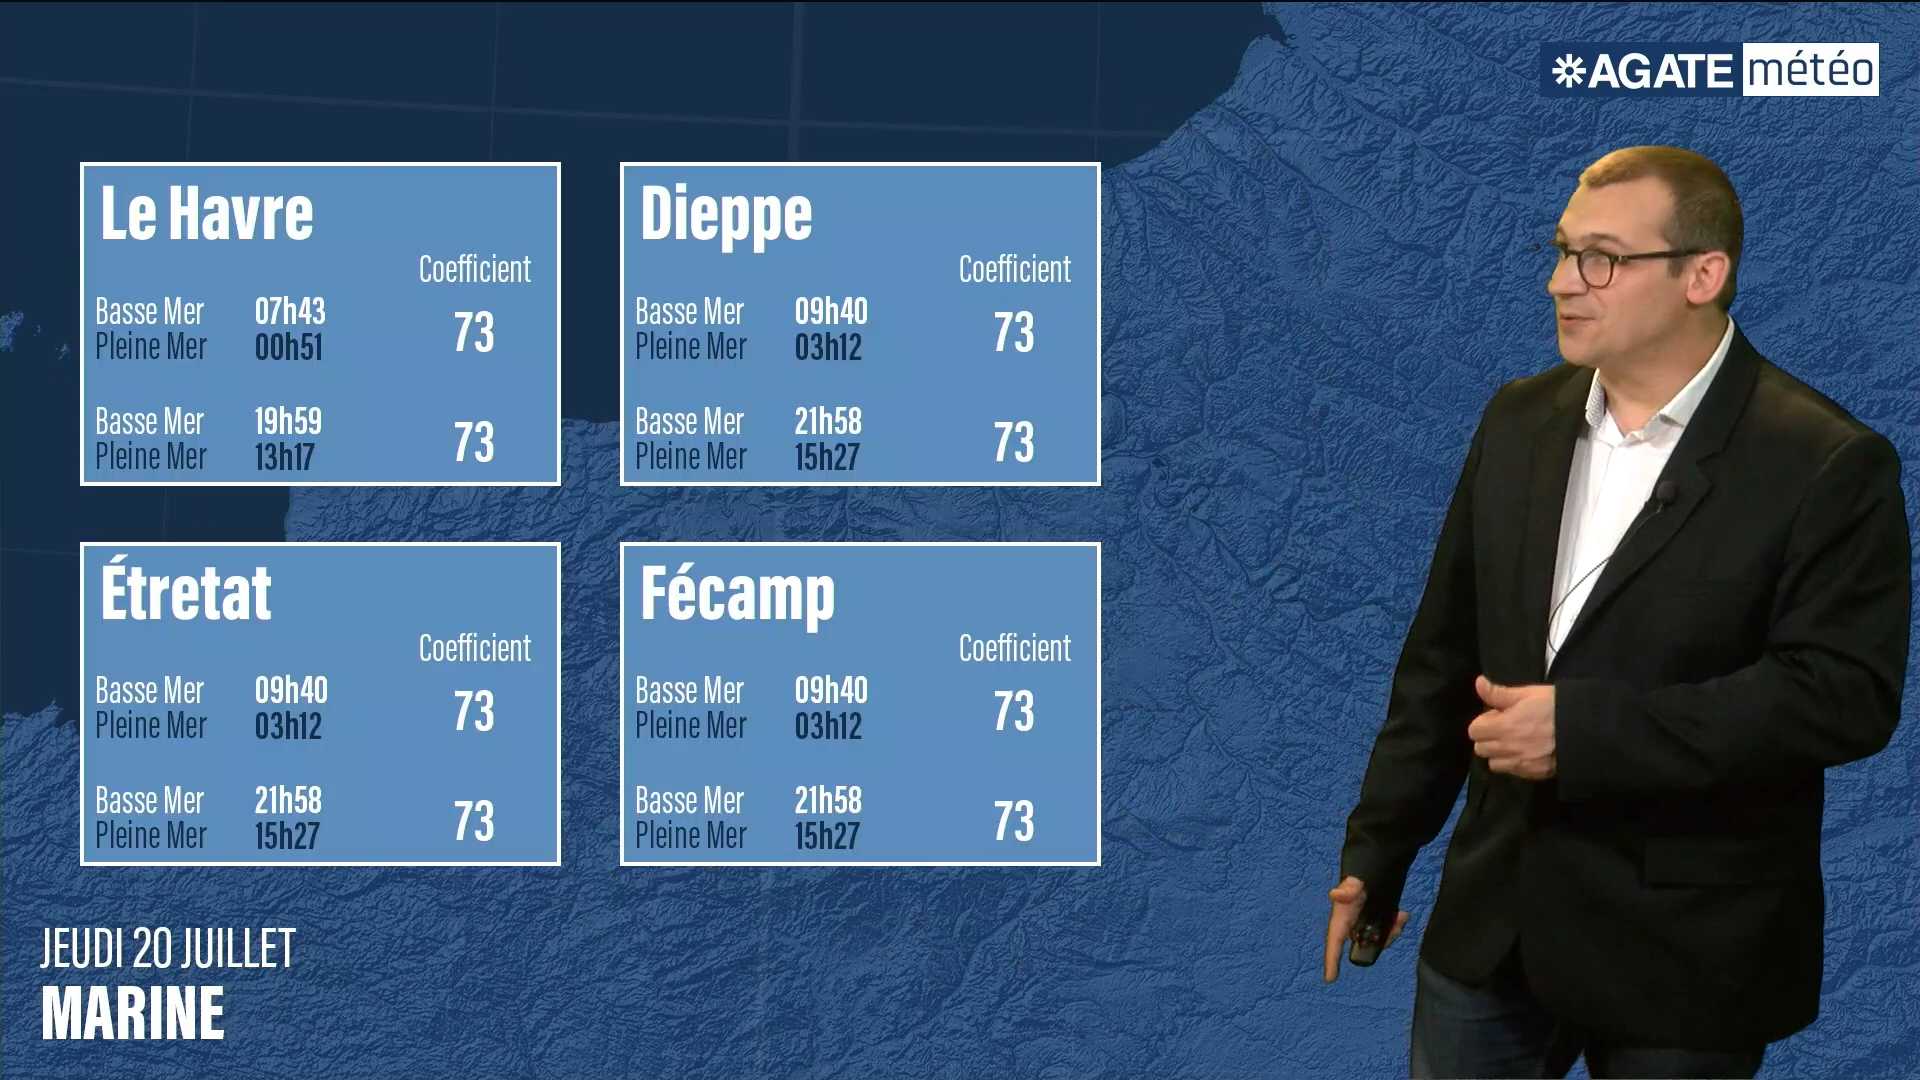 AGATE météo
Le Havre
Coefficient
Basse Mer 07h43
Pleine Mer 00h51
73
Basse Mer 19h59
Pleine Mer 13h17
73
Dieppe
Coefficient
Basse Mer 09h40
Pleine Mer 03h12
73
Basse Mer 21h58
Pleine Mer 15h27
73
Étretat
Coefficient
Basse Mer 09h40
Pleine Mer 03h12
73
Basse Mer 21h58
Pleine Mer 15h27
73
Fécamp
Coefficient
Basse Mer 09h40
Pleine Mer 03h12
73
Basse Mer 21h58
Pleine Mer 15h27
73
JEUDI 20 JUILLET
MARINE